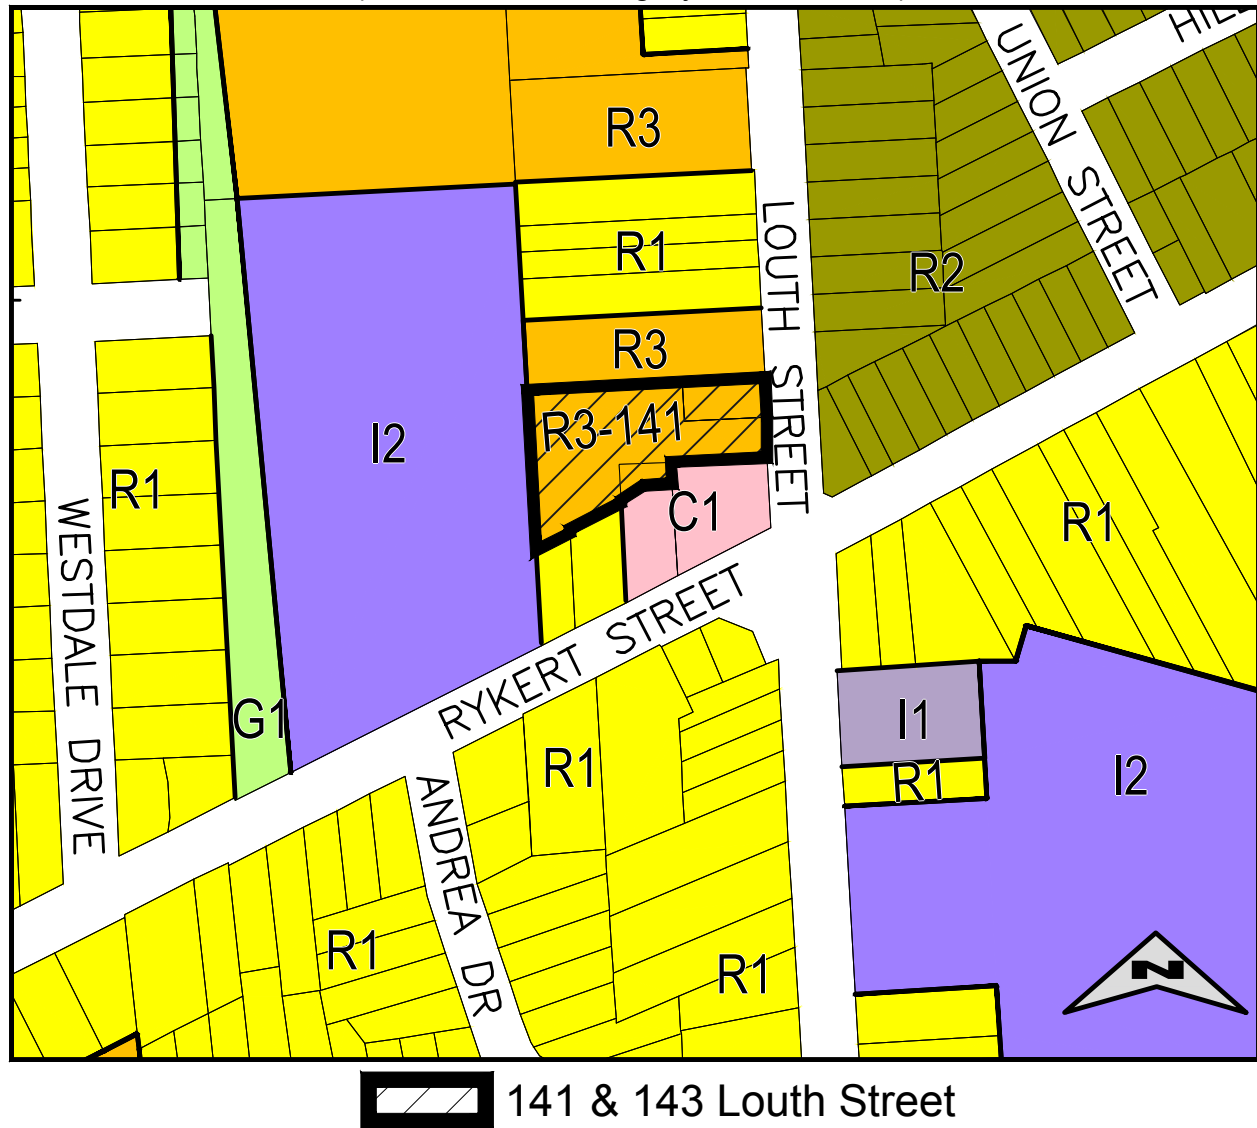 HILL
UNION STREET
R3
LOUTH STREET
R1
R2
R3
R3-141
I2
R1
C1
R1
WESTDALE DRIVE
RYKERT STREET
G1
I1
R1
R1
I2
ANDREA DR
R1
R1
N
141 & 143 Louth Street